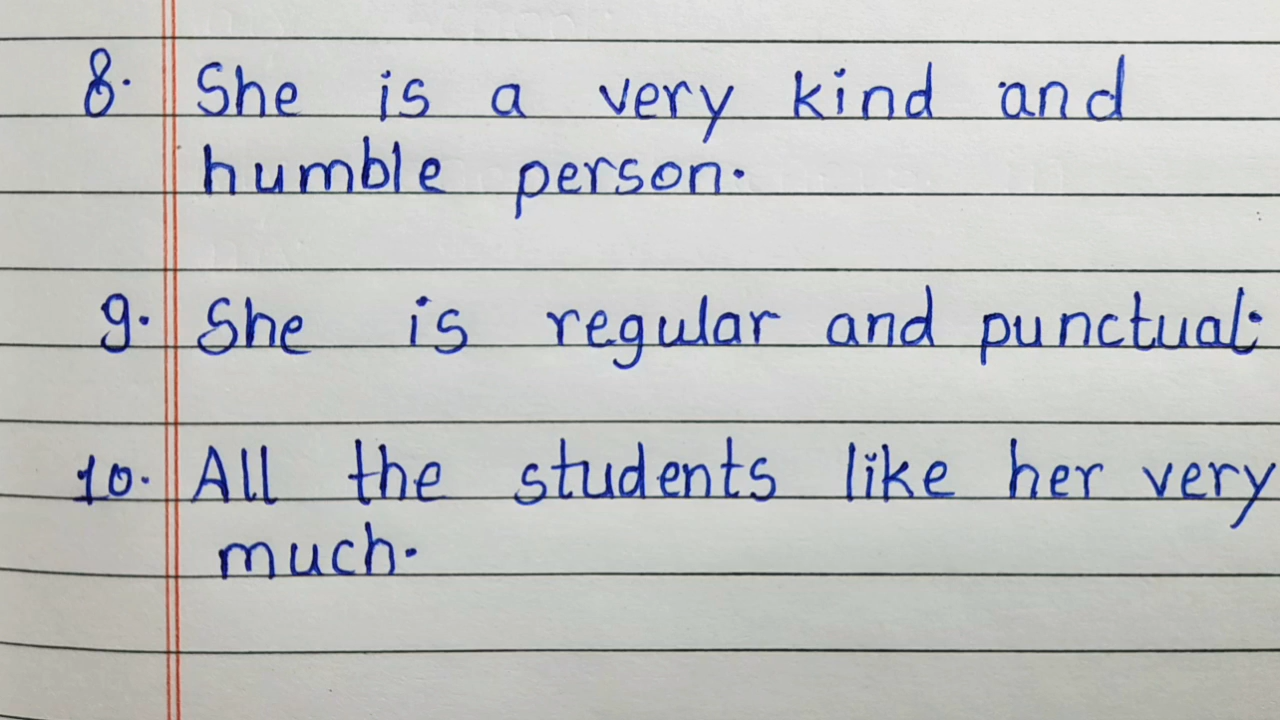 8. She is a very kind and
humble person.
9. She is regular and punctual.
10. All the students like her very
much.